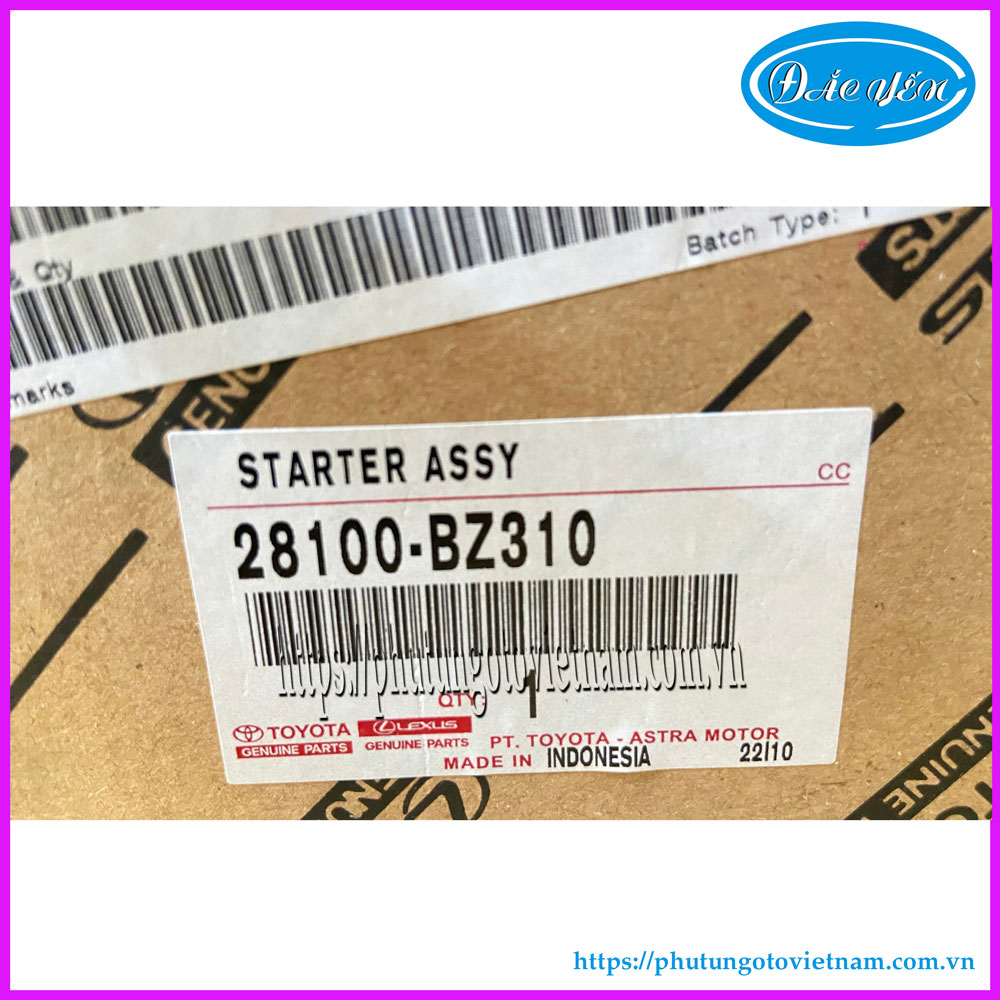 ĐẮC YẾN
Qty
Batch Type:
marks
STARTER ASSY
CC
28100-BZ310
https://phutungotovietnam.com.vn
QTY: 1
TOYOTA
GENUINE PARTS
LEXUS
GENUINE PARTS
PT. TOYOTA - ASTRA MOTOR
MADE IN INDONESIA
22I10
https://phutungotovietnam.com.vn